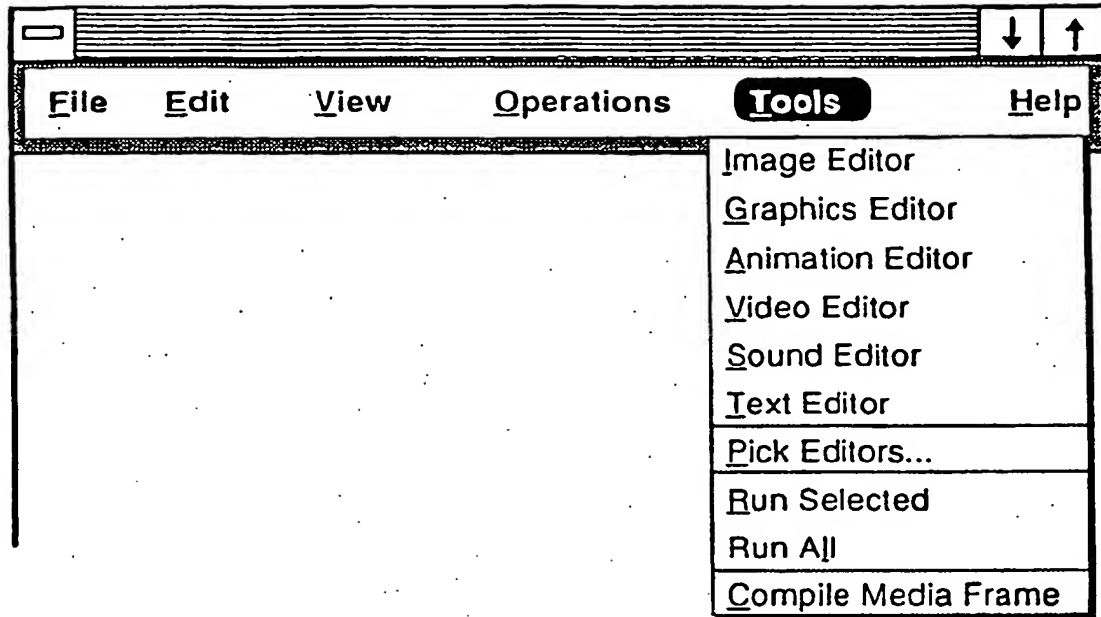 File Edit View Operations Tools Help
Image Editor
Graphics Editor
Animation Editor
Video Editor
Sound Editor
Text Editor
Pick Editors...
Run Selected
Run All
Compile Media Frame